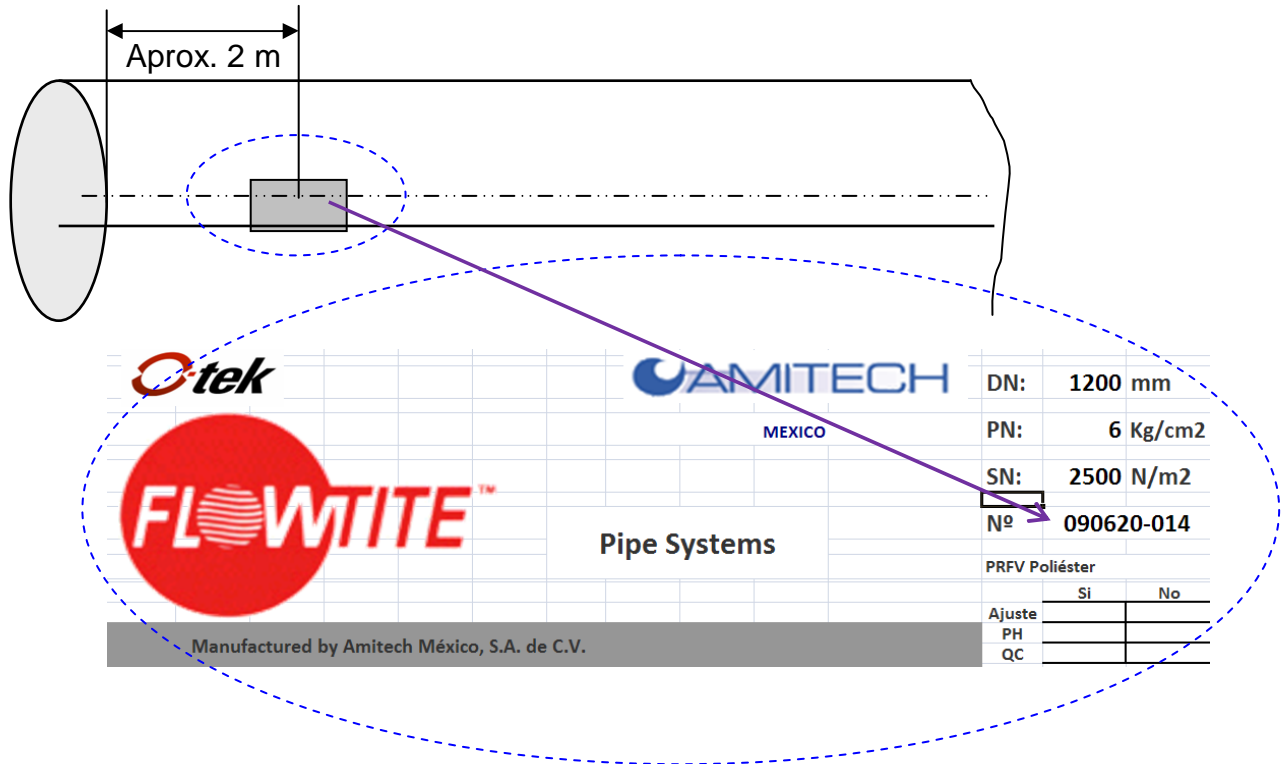 Aprox. 2 m
O-tek
AMITECH
MEXICO
DN: 1200 mm
PN: 6 Kg/cm2
SN: 2500 N/m2
Nº 090620-014
FLOWTITE™
Pipe Systems
PRFV Poliéster
Si No
Ajuste
PH
QC
Manufactured by Amitech México, S.A. de C.V.